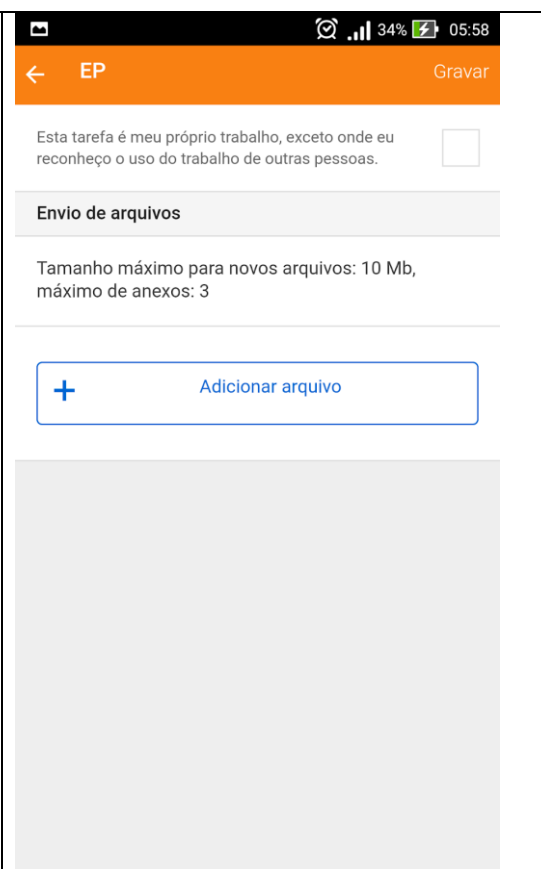 34% 05:58
EP Gravar
Esta tarefa é meu próprio trabalho, exceto onde eu
reconheço o uso do trabalho de outras pessoas.
Envio de arquivos
Tamanho máximo para novos arquivos: 10 Mb,
máximo de anexos: 3
+ Adicionar arquivo